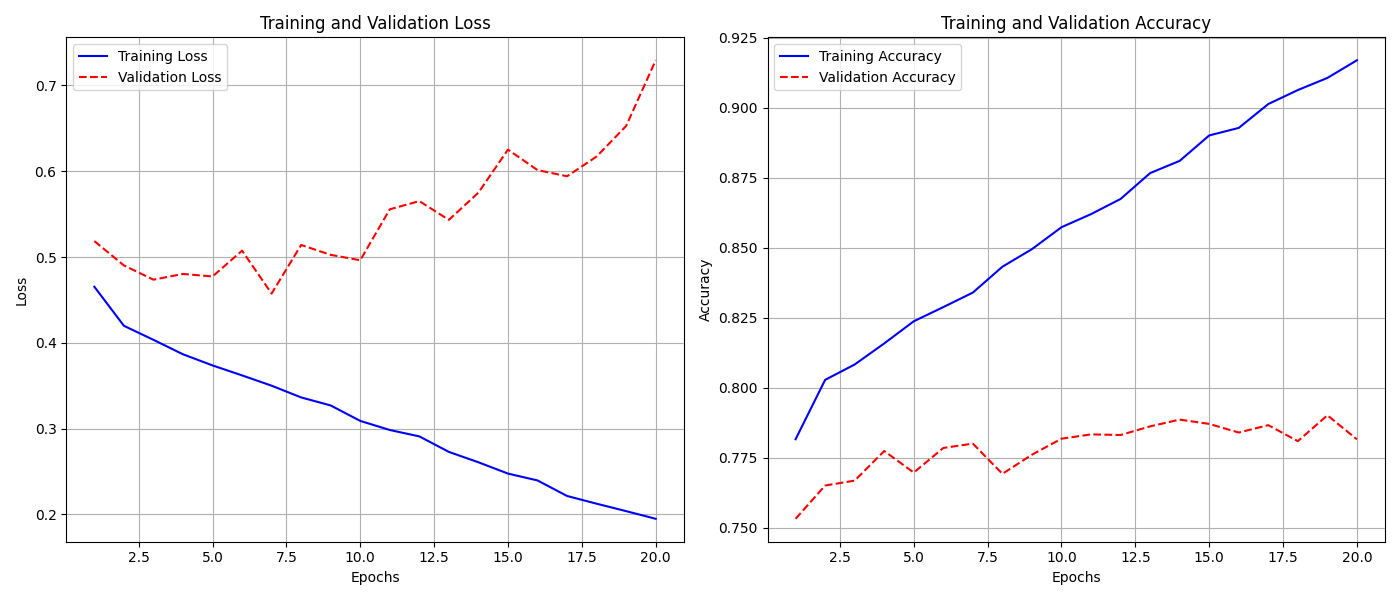 Training and Validation Loss
Training Loss
Validation Loss
0.7
0.6
0.5
0.4
0.3
0.2
Loss
2.5 5.0 7.5 10.0 12.5 15.0 17.5 20.0
Epochs
Training and Validation Accuracy
Training Accuracy
Validation Accuracy
0.925
0.900
0.875
0.850
0.825
0.800
0.775
0.750
Accuracy
2.5 5.0 7.5 10.0 12.5 15.0 17.5 20.0
Epochs